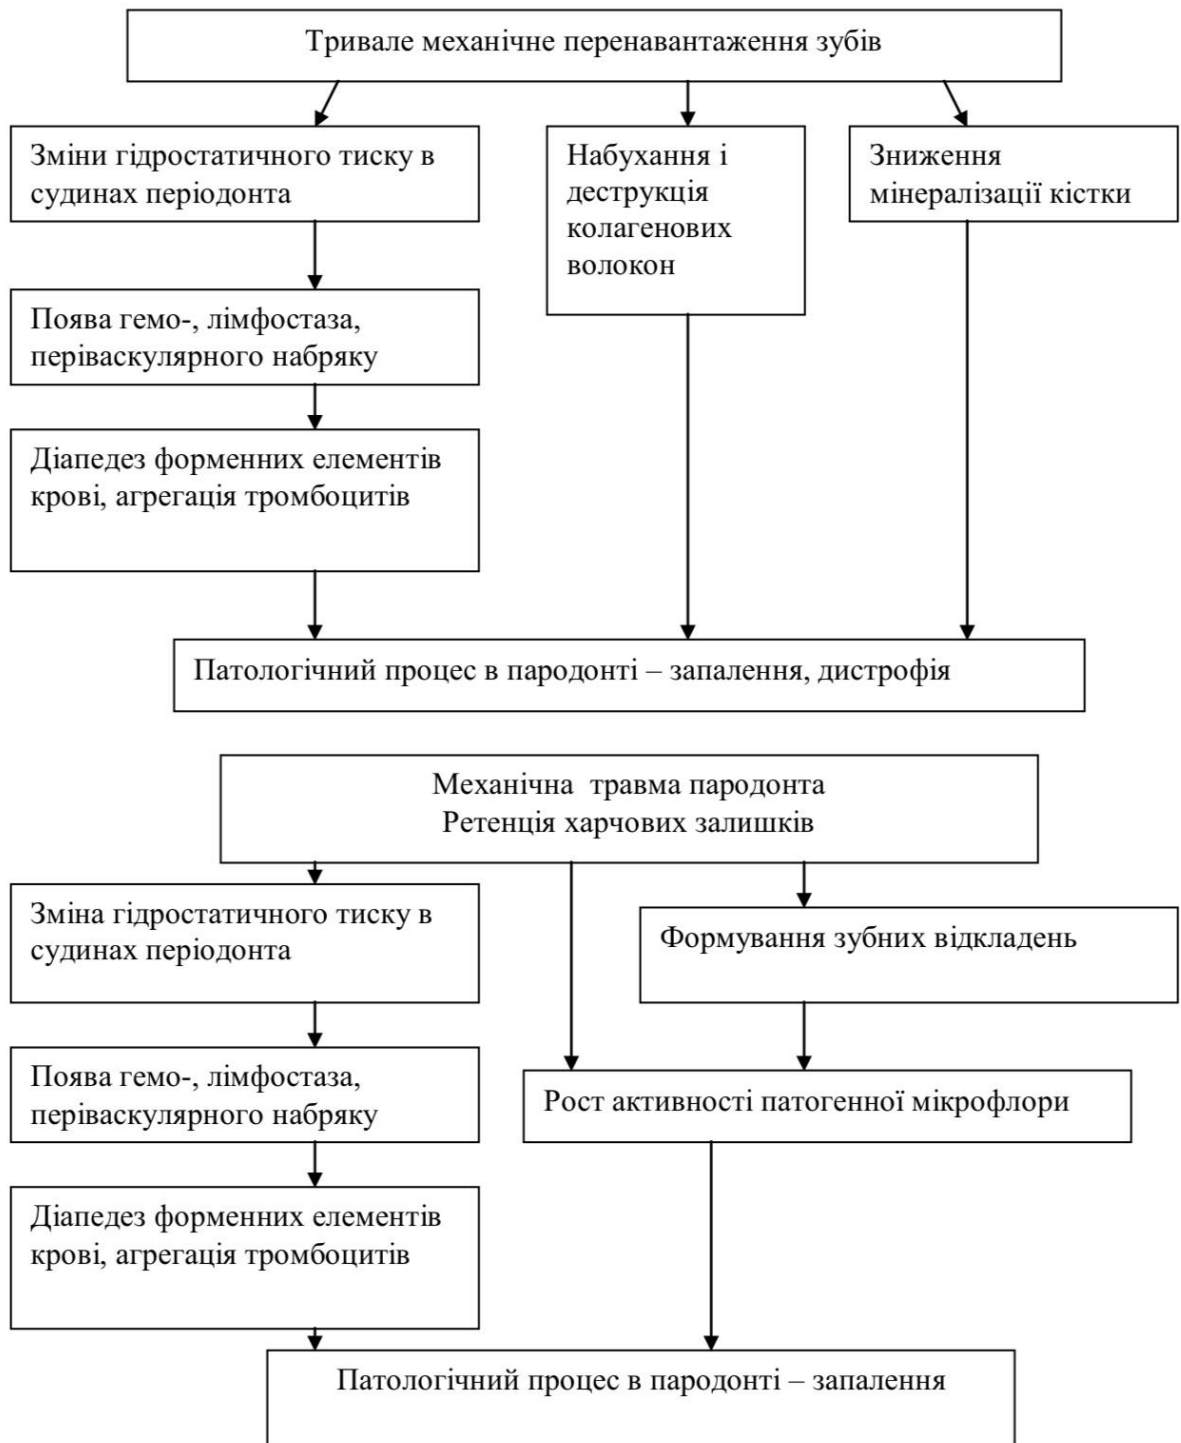 Тривале механічне перенавантаження зубів
Зміни гідростатичного тиску в
судинах періодонта
Набухання і
деструкція
колагенових
волокон
Зниження
мінералізації кістки
Поява гемо-, лімфостаза,
періваскулярного набряку
Діапедез форменних елементів
крові, агрегація тромбоцитів
Патологічний процес в пародонті – запалення, дистрофія
Механічна травма пародонта
Ретенція харчових залишків
Зміна гідростатичного тиску в
судинах періодонта
Формування зубних відкладень
Поява гемо-, лімфостаза,
періваскулярного набряку
Рост активності патогенної мікрофлори
Діапедез форменних елементів
крові, агрегація тромбоцитів
Патологічний процес в пародонті – запалення